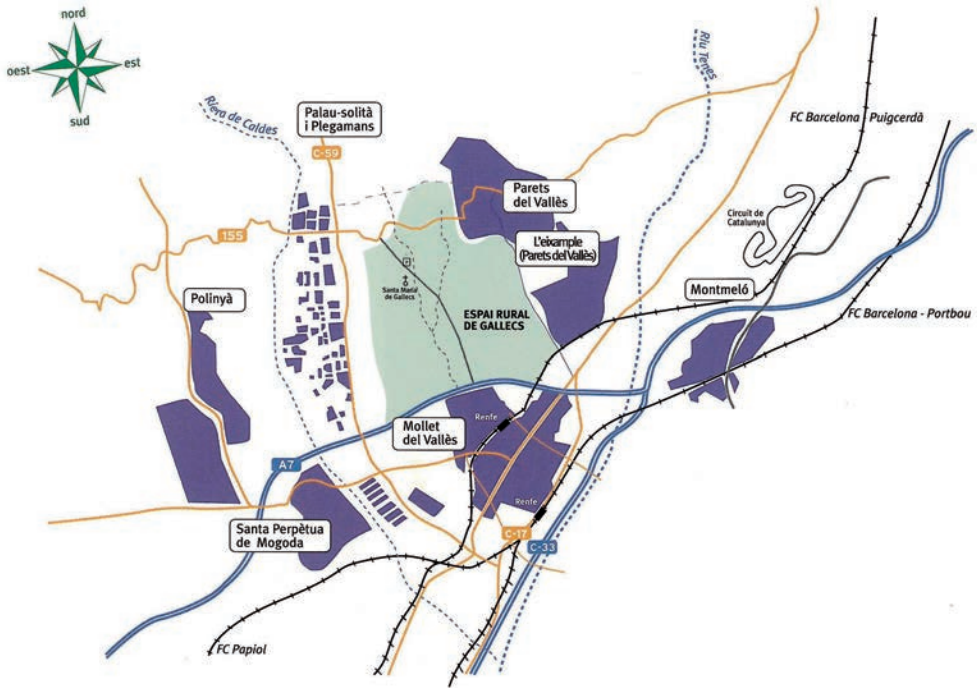 nord
oest
est
sud
Riera de Caldes
Palau-solità
i Plegamans
C-59
Riu Tenes
FC Barcelona - Puigcerdà
Parets
del Vallès
Circuit de
Catalunya
155
L'eixample
(Parets del Vallès)
Santa Maria
de Gallecs
Polinyà
Montmeló
ESPAI RURAL
DE GALLECS
FC Barcelona - Portbou
Renfe
Mollet
del Vallès
A7
Renfe
Santa Perpètua
de Mogoda
C-17
C-33
FC Papiol